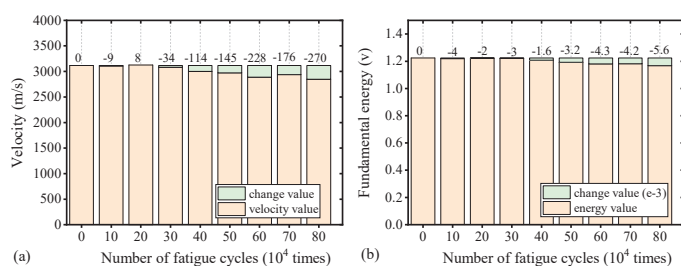 4000
3500
3000
2500
2000
1500
1000
500
0
Velocity (m/s)
0 -9 8 -34 -114 -145 -228 -176 -270
change value
velocity value
0 10 20 30 40 50 60 70 80
(a) Number of fatigue cycles (10⁴ times)
1.4
1.2
1.0
0.8
0.6
0.4
0.2
0.0
Fundamental energy (v)
0 -4 -2 -3 -1.6 -3.2 -4.3 -4.2 -5.6
change value (e-3)
energy value
0 10 20 30 40 50 60 70 80
(b) Number of fatigue cycles (10⁴ times)